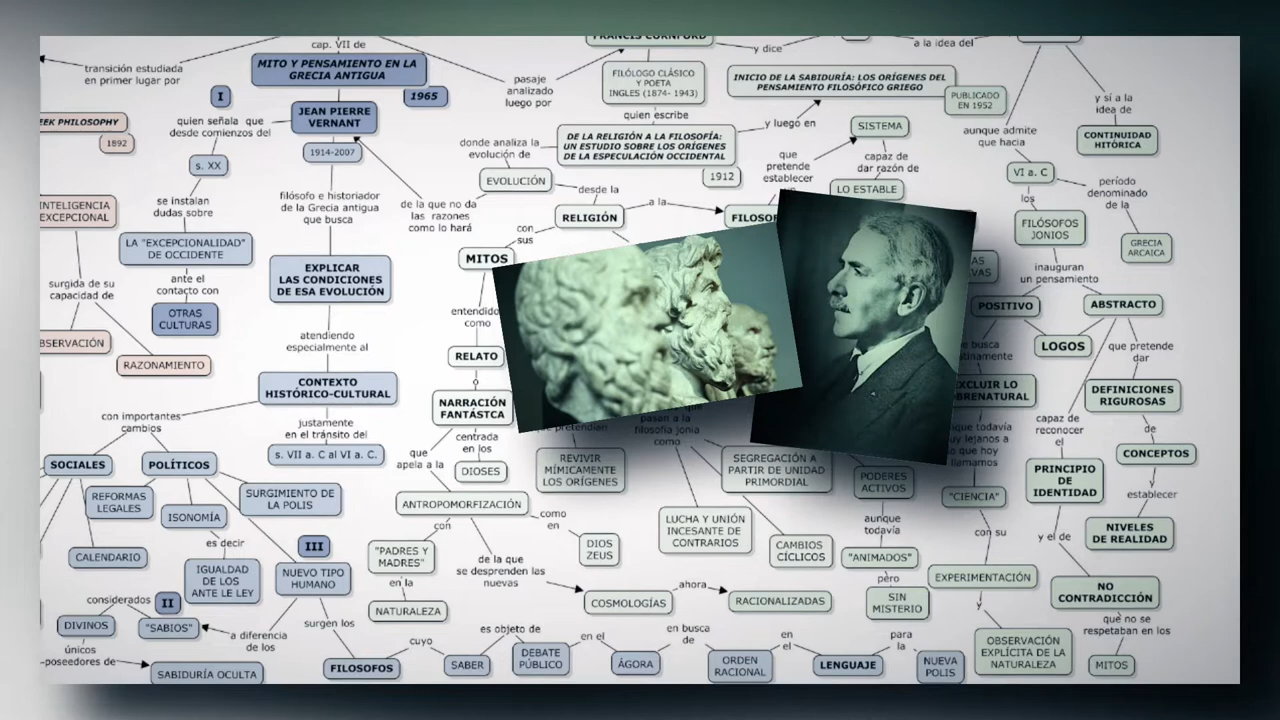 cap. VII de
transición estudiada
en primer lugar por
MITO Y PENSAMIENTO EN LA
GRECIA ANTIGUA
1965
I
quien señala que
desde comienzos del
JEAN PIERRE
VERNANT
1914-2007
EEK PHILOSOPHY
1892
s. XX
se instalan
dudas sobre
filósofo e historiador
de la Grecia antigua
que busca
de la que no da
las razones
como lo hará
INTELIGENCIA
EXCEPCIONAL
LA "EXCEPCIONALIDAD"
DE OCCIDENTE
surgida de su
capacidad de
ante el
contacto con
EXPLICAR
LAS CONDICIONES
DE ESA EVOLUCIÓN
OTRAS
CULTURAS
BSERVACIÓN
RAZONAMIENTO
atendiendo
especialmente al
CONTEXTO
HISTÓRICO-CULTURAL
con importantes
cambios
justamente
en el tránsito del
s. VII a. C al VI a. C.
SOCIALES
POLÍTICOS
REFORMAS
LEGALES
ISONOMÍA
SURGIMIENTO DE
LA POLIS
CALENDARIO
es decir
IGUALDAD
DE LOS
ANTE LE LEY
III
NUEVO TIPO
HUMANO
considerados
II
DIVINOS
"SABIOS"
a diferencia
de los
surgen los
únicos
poseedores de
SABIDURÍA OCULTA
FILOSOFOS
cuyo
SABER
es objeto de
DEBATE
PÚBLICO
en el
ÁGORA
en busca
de
ORDEN
RACIONAL
en
el
LENGUAJE
para
la
NUEVA
POLIS
FRANCIS CORNFORD
y dice
a la idea del
pasaje
analizado
luego por
FILÓLOGO CLÁSICO
Y POETA
INGLES (1874- 1943)
INICIO DE LA SABIDURÍA: LOS ORÍGENES DEL
PENSAMIENTO FILOSÓFICO GRIEGO
PUBLICADO
EN 1952
quien escribe
DE LA RELIGIÓN A LA FILOSOFÍA:
UN ESTUDIO SOBRE LOS ORÍGENES
DE LA ESPECULACIÓN OCCIDENTAL
1912
y luego en
donde analiza la
evolución de
EVOLUCIÓN
desde la
RELIGIÓN
a la
FILOSOF
que
pretende
establecer
un
SISTEMA
capaz de
dar razón de
LO ESTABLE
con
sus
MITOS
entendido
como
RELATO
NARRACIÓN
FANTÁSTCA
centrada
en los
DIOSES
que
apela a la
ANTROPOMORFIZACIÓN
con
"PADRES Y
MADRES"
en la
NATURALEZA
como
en
DIOS
ZEUS
de la que
se desprenden las
nuevas
COSMOLOGÍAS
ahora
RACIONALIZADAS
pretendían
REVIVIR
MÍMICAMENTE
LOS ORÍGENES
pasan a la
filosofía jonia
como
LUCHA Y UNIÓN
INCESANTE DE
CONTRARIOS
SEGREGACIÓN A
PARTIR DE UNIDAD
PRIMORDIAL
CAMBIOS
CÍCLICOS
PODERES
ACTIVOS
aunque
todavía
"ANIMADOS"
pero
SIN
MISTERIO
aunque admite
que hacia
VI a. C
los
FILÓSOFOS
JONIOS
período
denominado
de la
GRECIA
ARCAICA
y sí a la
idea de
CONTINUIDAD
HITÓRICA
inauguran
un pensamiento
POSITIVO
ABSTRACTO
LOGOS
que pretende
dar
busca
EXCLUIR LO
BRENATURAL
que todavía
uy lejanos a
o que hoy
llamamos
"CIENCIA"
con su
EXPERIMENTACIÓN
y
OBSERVACIÓN
EXPLÍCITA DE LA
NATURALEZA
DEFINICIONES
RIGUROSAS
de
CONCEPTOS
establecer
NIVELES
DE REALIDAD
capaz de
reconocer
el
PRINCIPIO
DE
IDENTIDAD
y el de
NO
CONTRADICCIÓN
que no se
respetaban en los
MITOS